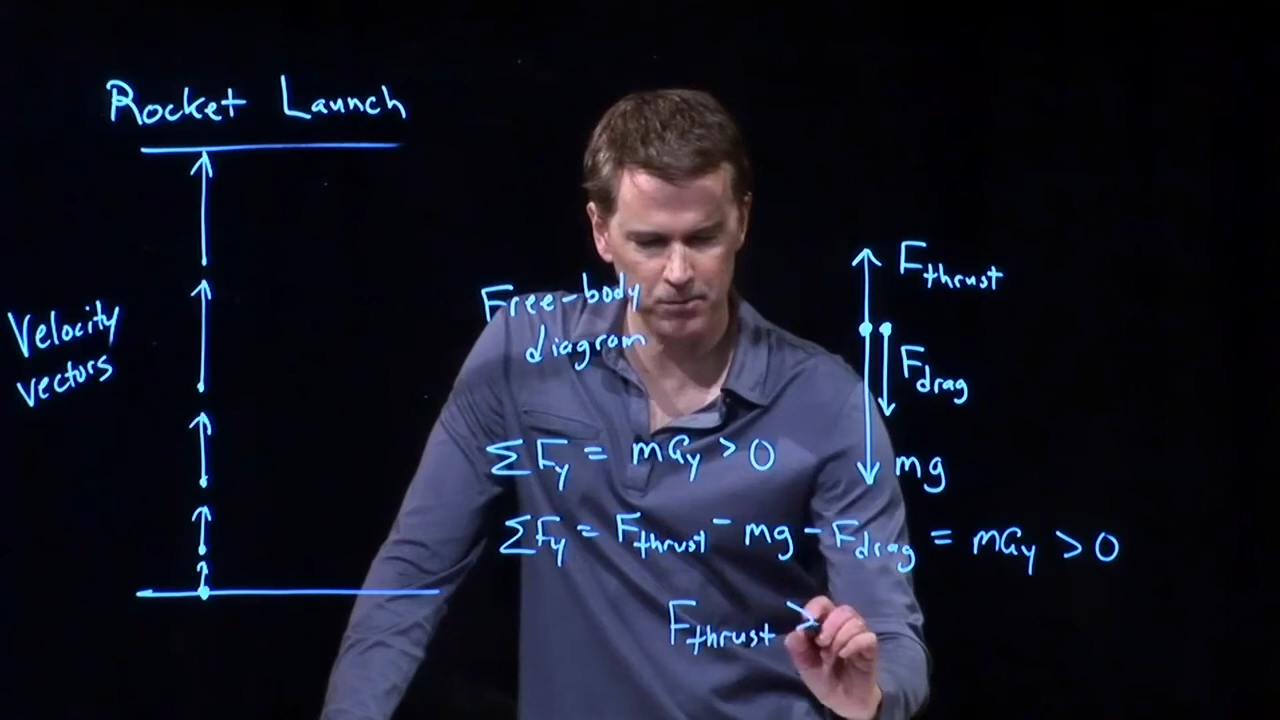 Rocket Launch
Velocity
vectors
Free-body
diagram
F thrust
F drag
mg
ΣFy = may > 0
ΣFy = Fthrust - mg - Fdrag = may > 0
Fthrust >